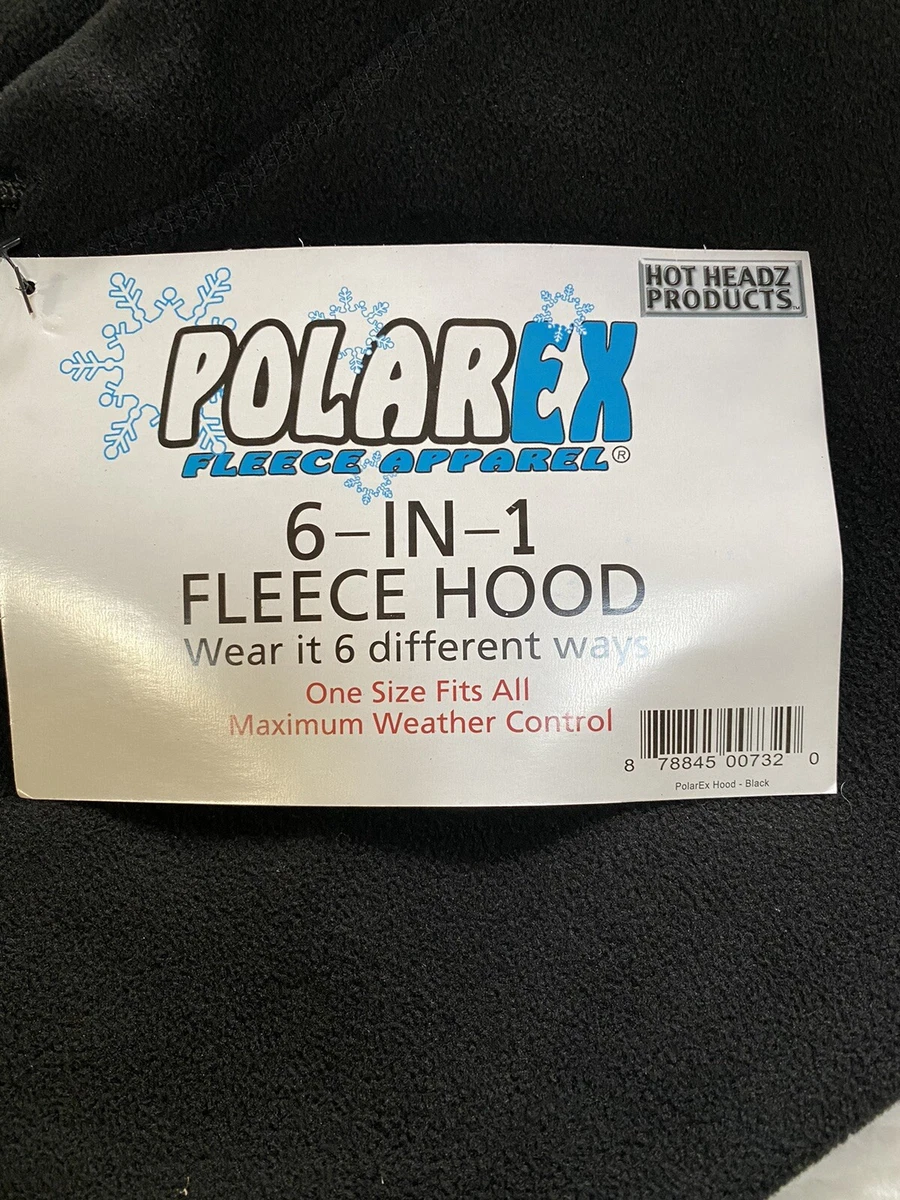 HOT HEADZ
PRODUCTS™
POLAREX
FLEECE APPAREL®
6-IN-1
FLEECE HOOD
Wear it 6 different ways
One Size Fits All
Maximum Weather Control
8 78845 00732 0
PolarEx Hood - Black